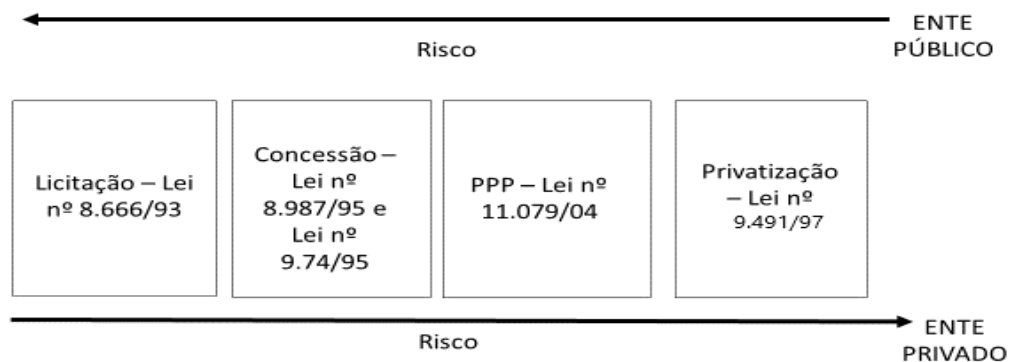 ENTE
PÚBLICO
Risco
Licitação – Lei
nº 8.666/93
Concessão –
Lei nº
8.987/95 e
Lei nº
9.74/95
PPP – Lei nº
11.079/04
Privatização
– Lei nº
9.491/97
Risco
ENTE
PRIVADO